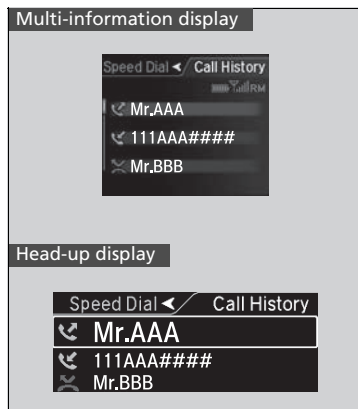 Multi-information display
Speed Dial Call History
RM
Mr.AAA
111AAA####
Mr.BBB
Head-up display
Speed Dial Call History
Mr.AAA
111AAA####
Mr.BBB